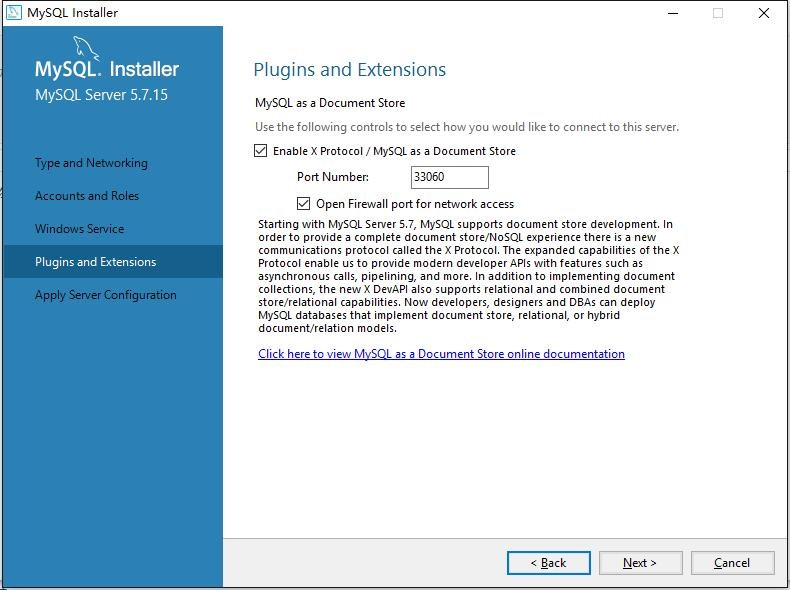 MySQL Installer
MySQL. Installer
MySQL Server 5.7.15
Type and Networking
Accounts and Roles
Windows Service
Plugins and Extensions
Apply Server Configuration
Plugins and Extensions
MySQL as a Document Store
Use the following controls to select how you would like to connect to this server.
Enable X Protocol / MySQL as a Document Store
Port Number: 33060
Open Firewall port for network access
Starting with MySQL Server 5.7, MySQL supports document store development. In
order to provide a complete document store/NoSQL experience there is a new
communications protocol called the X Protocol. The expanded capabilities of the X
Protocol enable us to provide modern developer APIs with features such as
asynchronous calls, pipelining, and more. In addition to implementing document
collections, the new X DevAPI also supports relational and combined document
store/relational capabilities. Now developers, designers and DBAs can deploy
MySQL databases that implement document store, relational, or hybrid
document/relation models.
Click here to view MySQL as a Document Store online documentation
< Back Next > Cancel